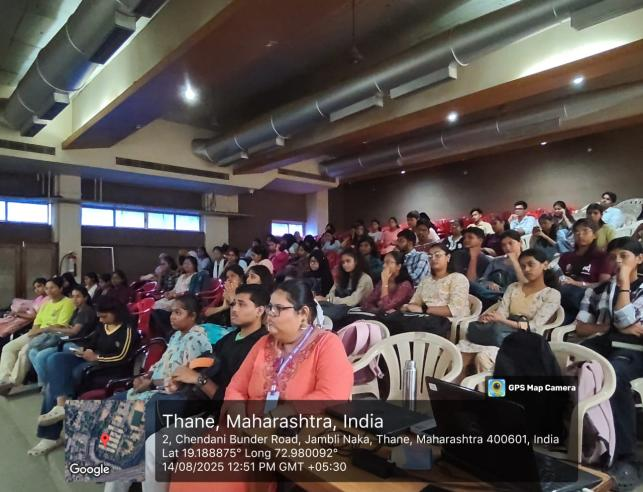 GPS Map Camera
Thane, Maharashtra, India
2, Chendani Bunder Road, Jambli Naka, Thane, Maharashtra 400601, India
Lat 19.188875° Long 72.980092°
14/08/2025 12:51 PM GMT +05:30
Google